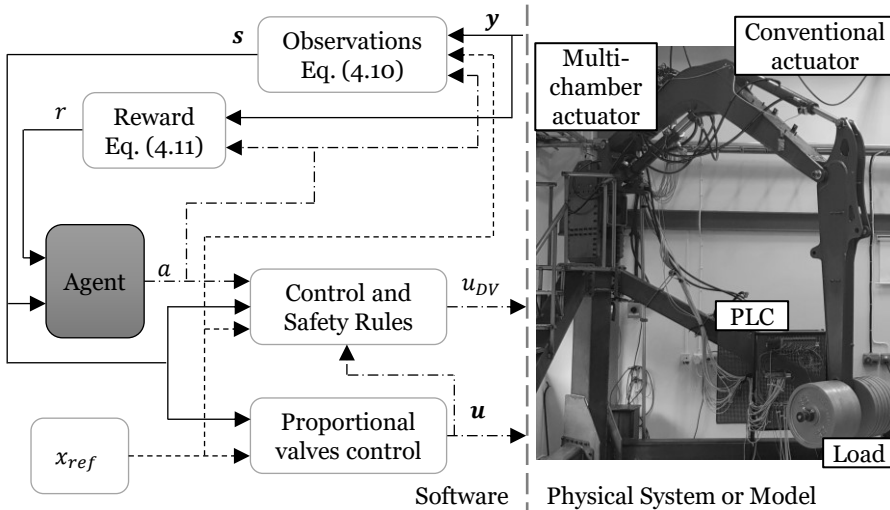 s
Observations
Eq. (4.10)
y
Multi-
chamber
actuator
Conventional
actuator
r
Reward
Eq. (4.11)
Agent
a
Control and
Safety Rules
u_DV
PLC
x_ref
Proportional
valves control
u
Load
Software
Physical System or Model